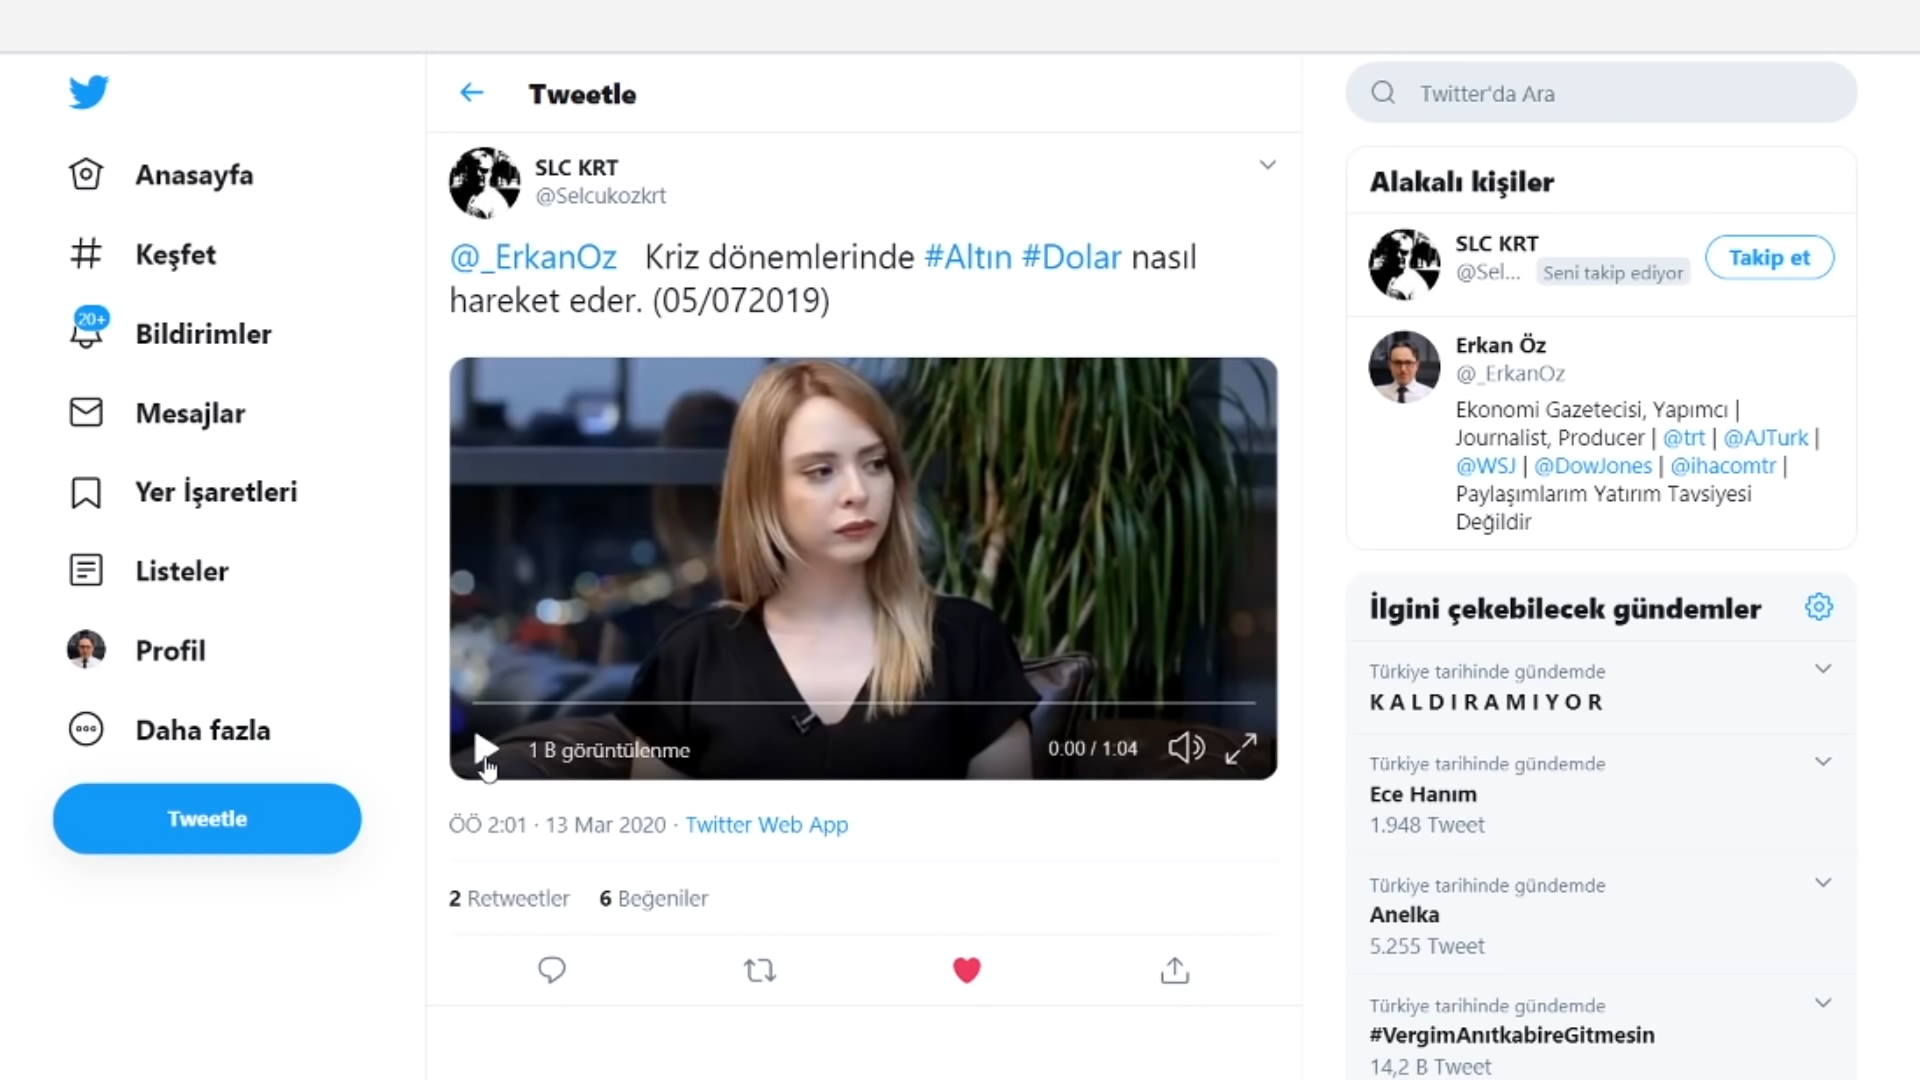 Anasayfa
Keşfet
20+
Bildirimler
Mesajlar
Yer İşaretleri
Listeler
Profil
Daha fazla
Tweetle
Tweetle
SLC KRT
@Selcukozkrt
@_ErkanOz Kriz dönemlerinde #Altın #Dolar nasıl
hareket eder. (05/072019)
1 B görüntülenme
0:00 / 1:04
ÖÖ 2:01 · 13 Mar 2020 · Twitter Web App
2 Retweetler 6 Beğeniler
Twitter'da Ara
Alakalı kişiler
SLC KRT
@Sel... Seni takip ediyor
Takip et
Erkan Öz
@_ErkanOz
Ekonomi Gazetecisi, Yapımcı |
Journalist, Producer | @trt | @AJTurk |
@WSJ | @DowJones | @ihacomtr |
Paylaşımlarım Yatırım Tavsiyesi
Değildir
İlgini çekebilecek gündemler
Türkiye tarihinde gündemde
K A L D I R A M I Y O R
Türkiye tarihinde gündemde
Ece Hanım
1.948 Tweet
Türkiye tarihinde gündemde
Anelka
5.255 Tweet
Türkiye tarihinde gündemde
#VergimAnıtkabireGitmesin
14,2 B Tweet